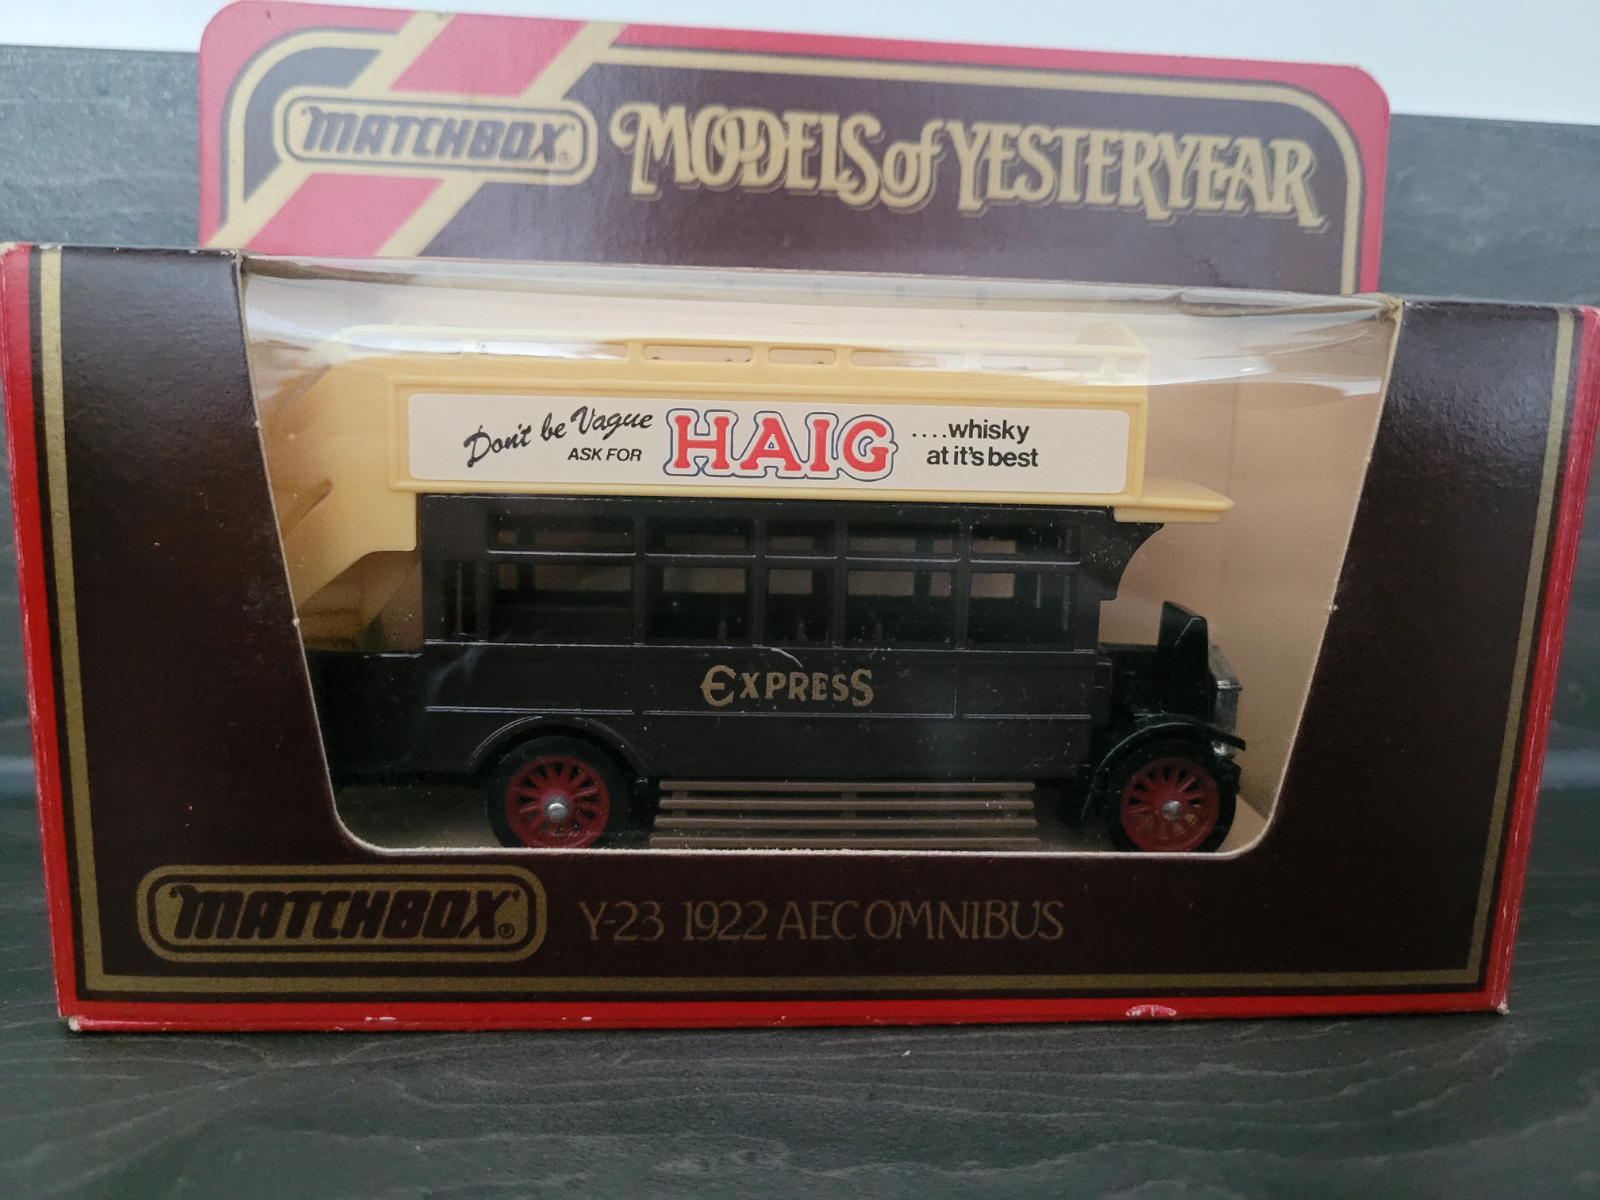 MATCHBOX®
MODELS of YESTERYEAR
Don't be Vague
ASK FOR
HAIG
....whisky
at it's best
EXPRESS
MATCHBOX®
Y-23 1922 AEC OMNIBUS